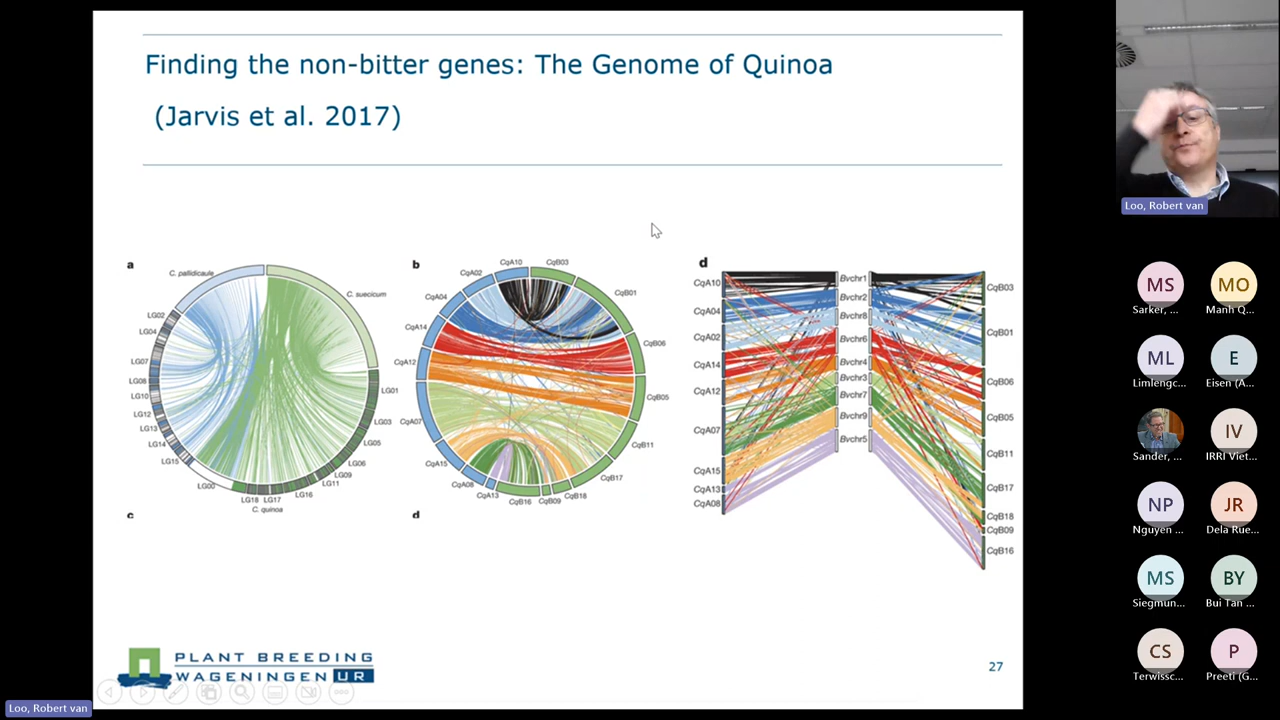 Finding the non-bitter genes: The Genome of Quinoa
(Jarvis et al. 2017)
a
C. pallidicaule
C. suecicum
LG02
LG04
LG07
LG08
LG10
LG12
LG13
LG14
LG15
LG00
LG18
LG17
LG16
LG11
LG09
LG06
LG05
LG03
LG01
C. quinoa
c
b
CqA10
CqB03
CqA02
CqB01
CqA04
CqA14
CqB06
CqA12
CqB05
CqA07
CqB11
CqA15
CqB17
CqA08
CqA13
CqB16
CqB09
CqB18
d
d
CqA10
CqA04
CqA02
CqA14
CqA12
CqA07
CqA15
CqA13
CqA08
Bvchr1
Bvchr2
Bvchr8
Bvchr6
Bvchr4
Bvchr3
Bvchr7
Bvchr9
Bvchr5
CqB03
CqB01
CqB06
CqB05
CqB11
CqB17
CqB18
CqB09
CqB16
PLANT BREEDING
WAGENINGEN UR
27
Loo, Robert van
Loo, Robert van
MS
Sarker, ...
MO
Manh Q...
ML
Limlengc...
E
Eisen (A...
Sander, ...
IV
IRRI Viet...
NP
Nguyen ...
JR
Dela Rue...
MS
Siegmun...
BY
Bui Tan ...
CS
Terwissc...
P
Preeti (G...